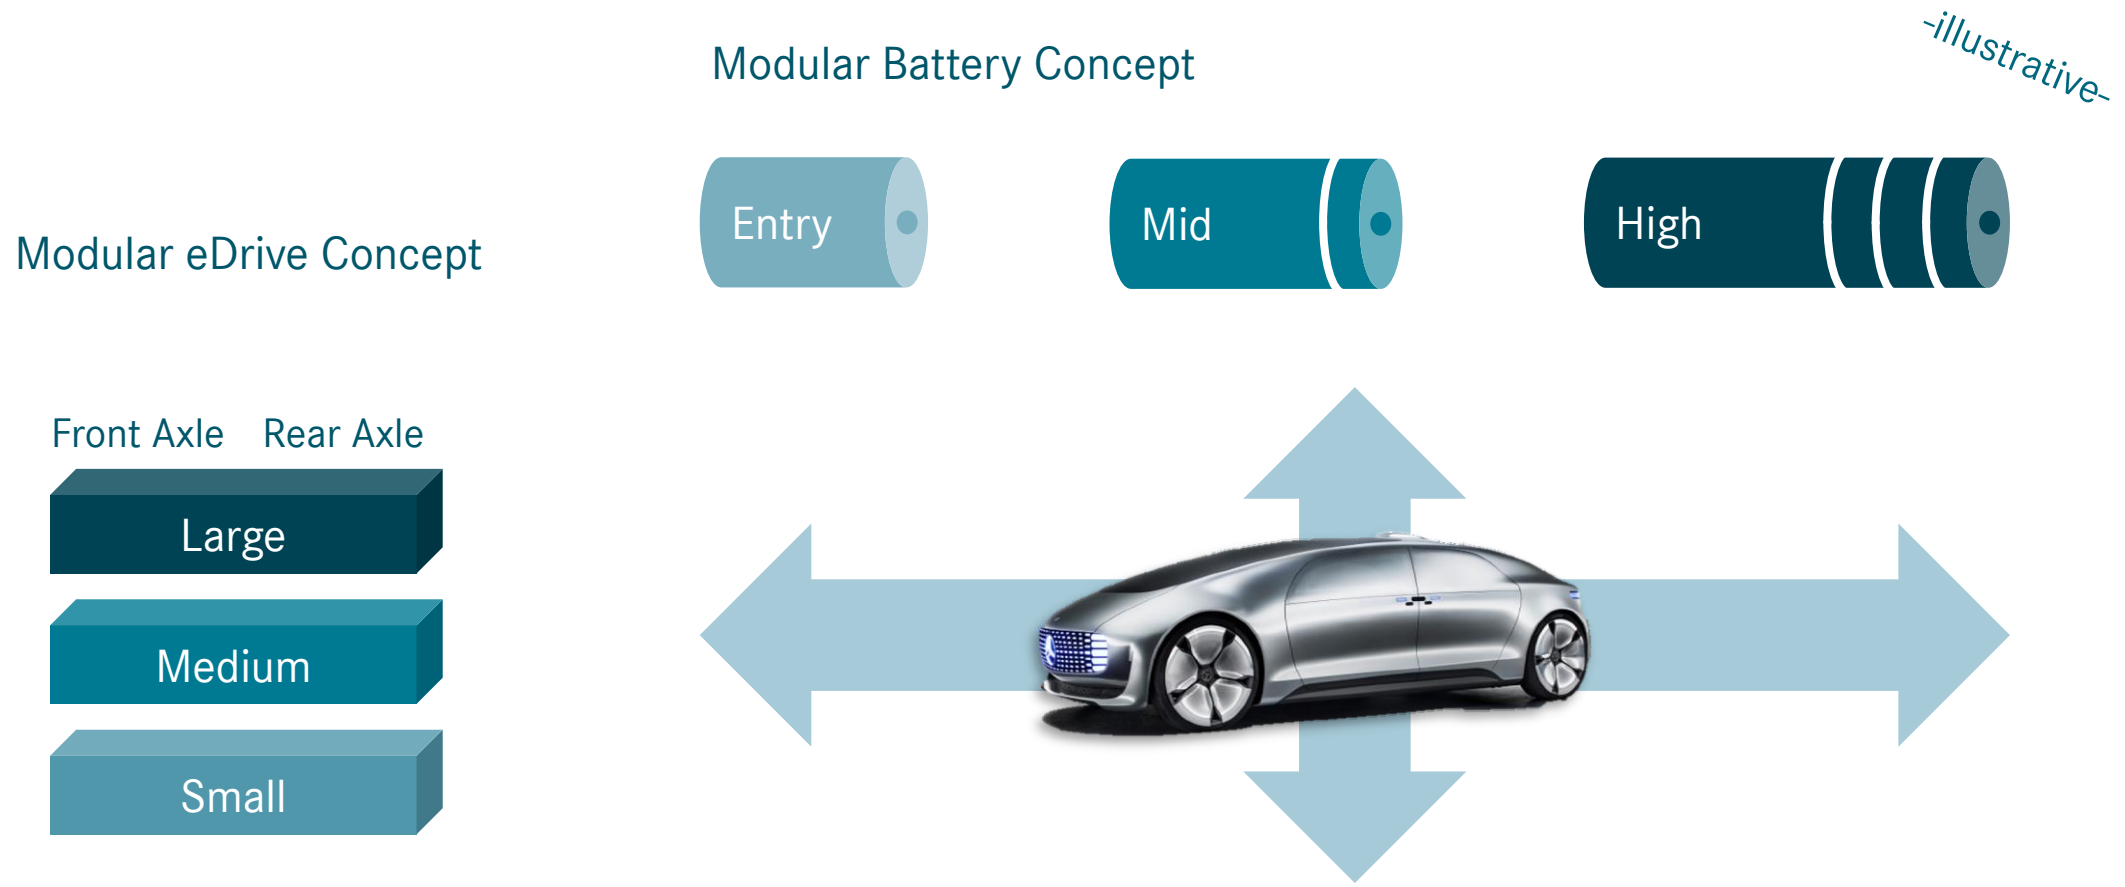 -illustrative-
Modular Battery Concept
Entry
Mid
High
Modular eDrive Concept
Front Axle
Rear Axle
Large
Medium
Small